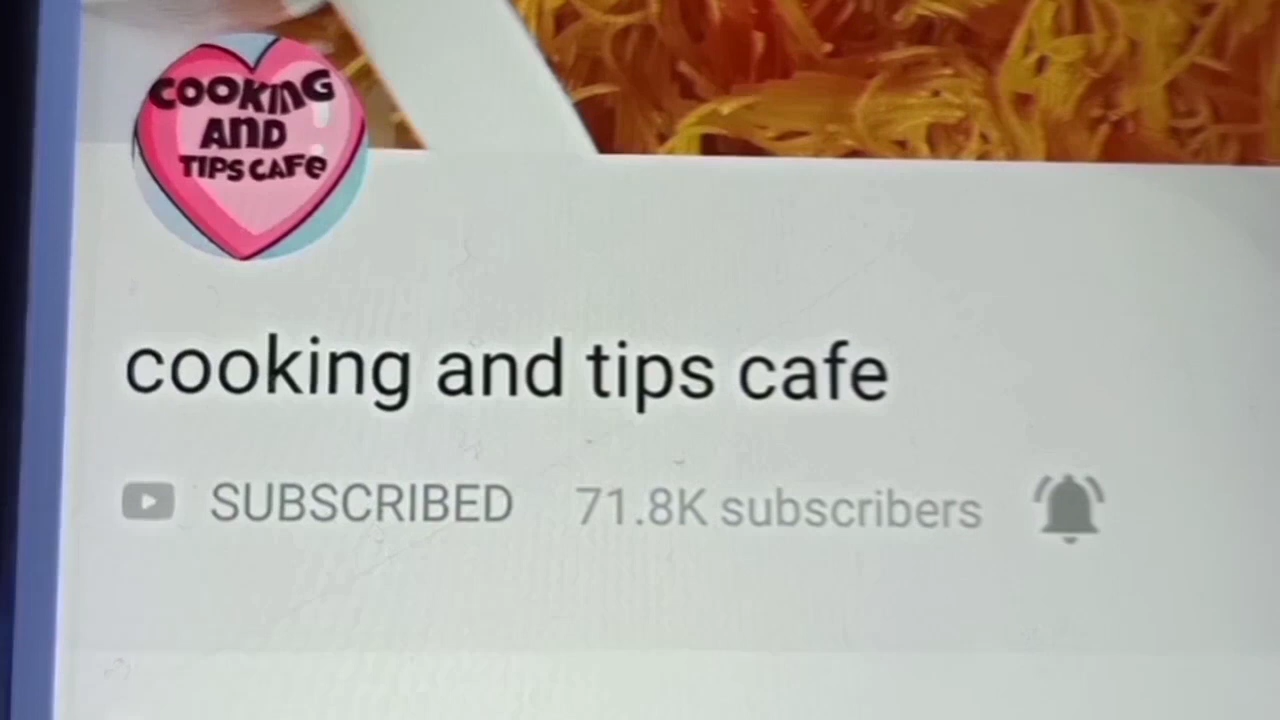 COOKING
AND
TIPS CAFe
cooking and tips cafe
SUBSCRIBED 71.8K subscribers